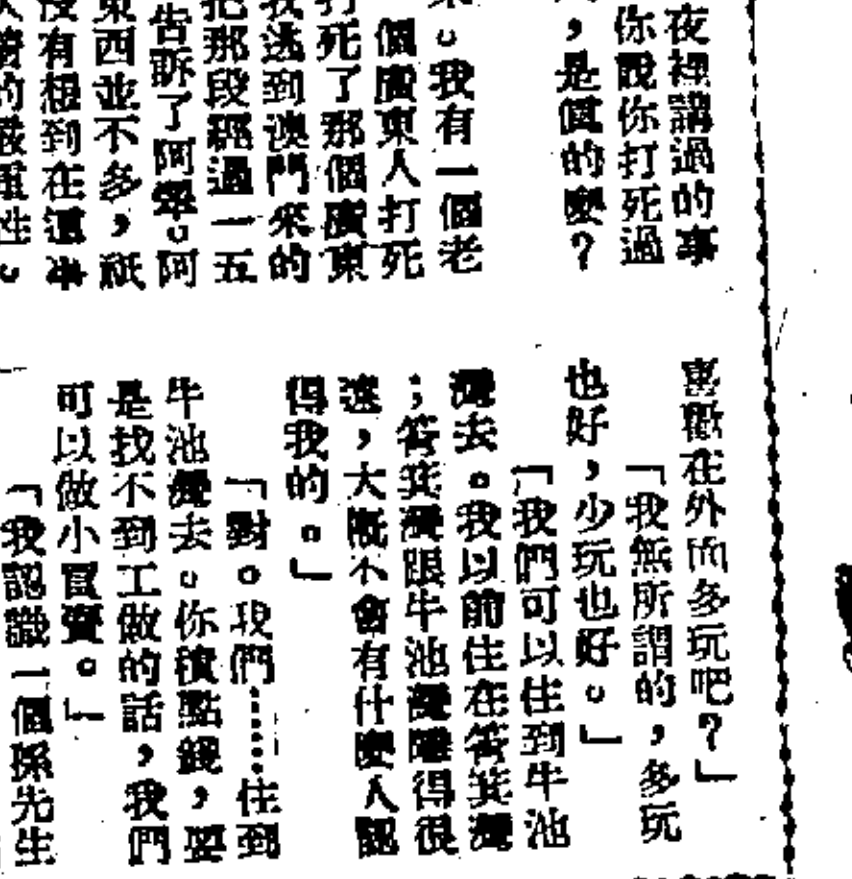 夜裡講過的事
你說你打死過
，是眞的麼？
。我有一個老
個廣東人打死
打死了那個廣東
我逃到澳門來的
把那段經過一五
告訴了阿翠。阿
東西並不多，祇
沒有想到在這
的嚴重性。
喜歡在外面多玩吧？」
「我無所謂的，多玩
也好，少玩也好。」
「我們可以住到牛池
灣去。我以前住在筲箕灣
；筲箕灣跟牛池灣離得很
遠，大概不會有什麼人認
得我的。」
「對。我們……住到
牛池灣去。你積點錢，要
是找不到工做的話，我們
可以做小買賣。」
「我認識一個孫先生